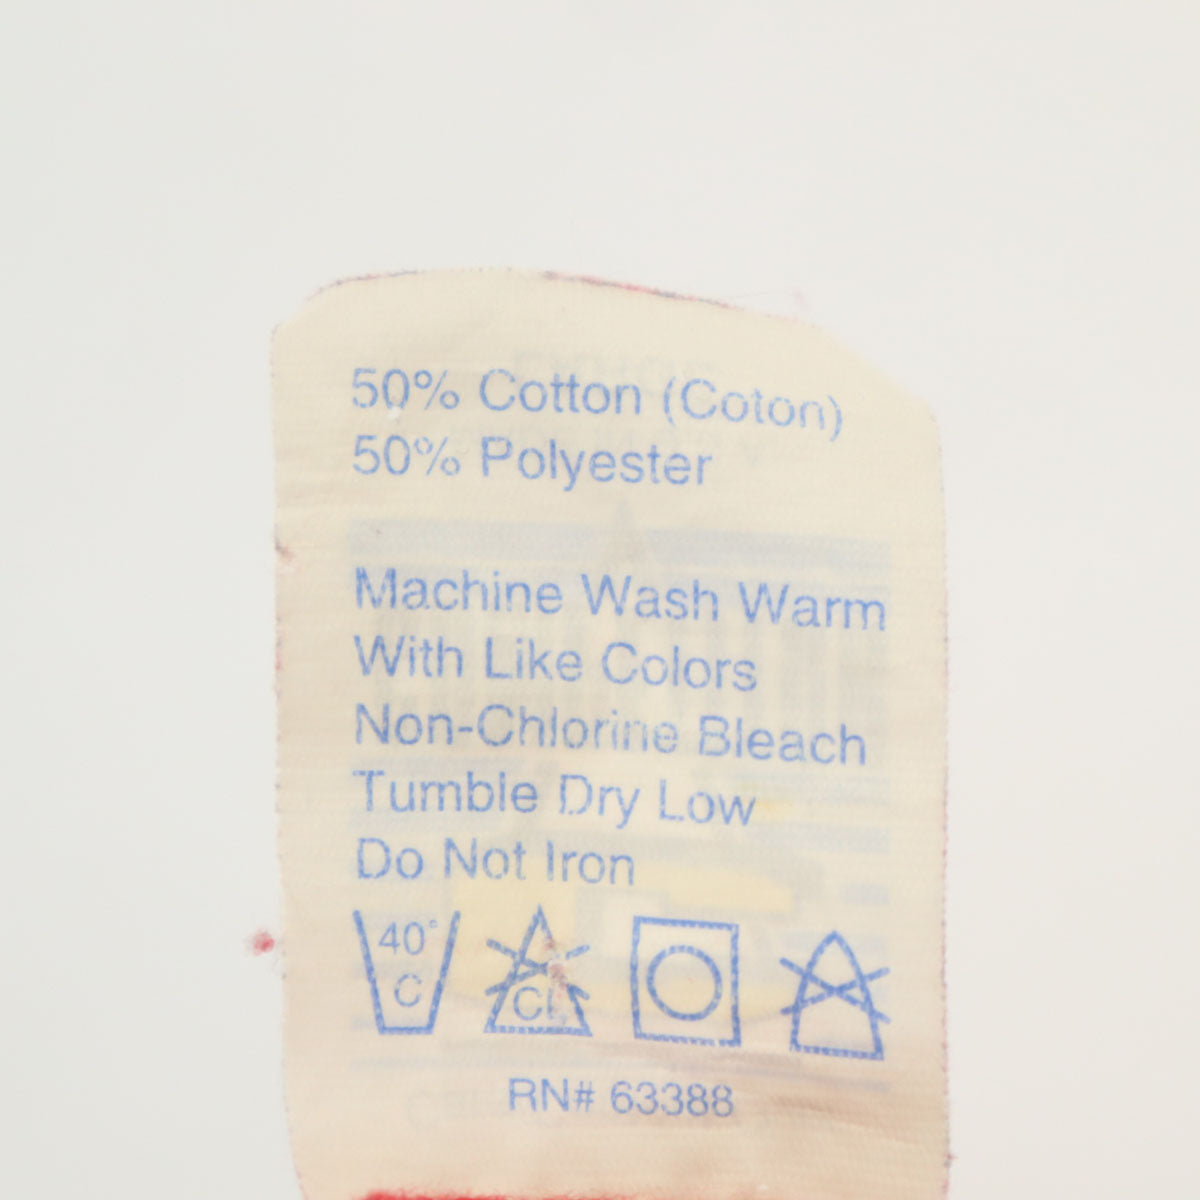 50% Cotton (Coton)
50% Polyester
Machine Wash Warm
With Like Colors
Non-Chlorine Bleach
Tumble Dry Low
Do Not Iron
40°
C
CL
RN# 63388